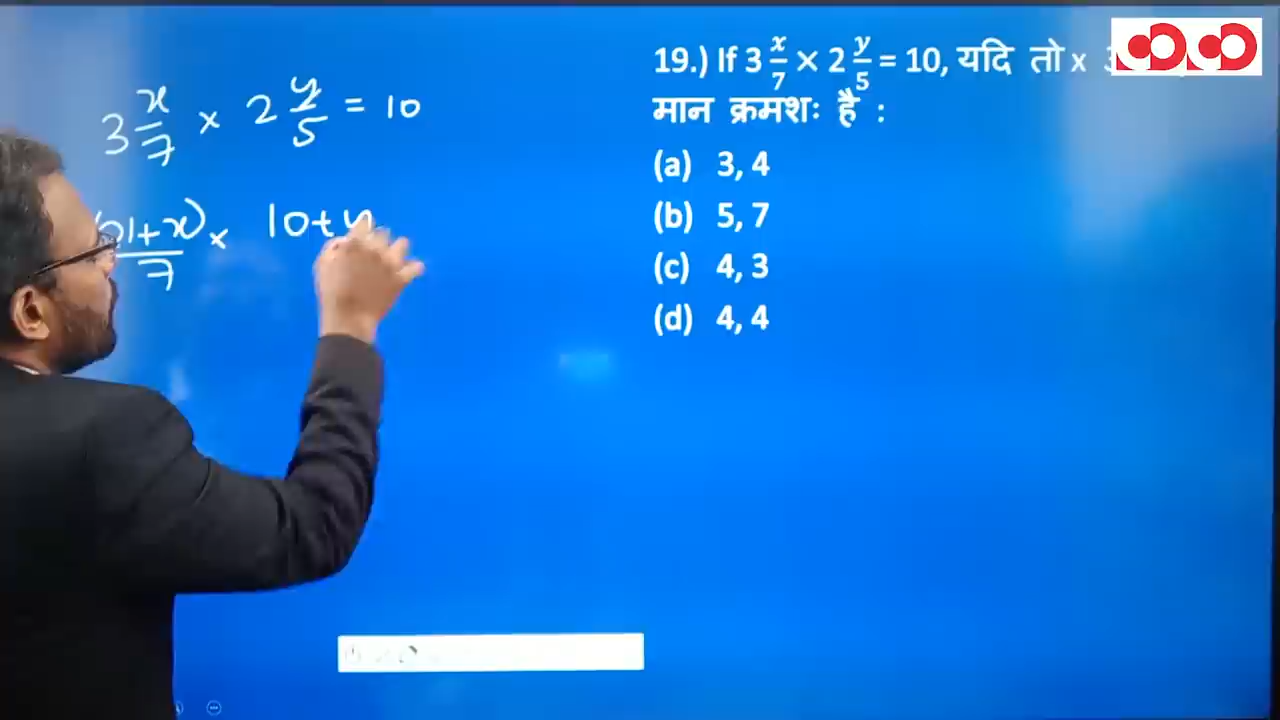 19.) If 3 x/7 × 2 y/5 = 10, यदि तो x
मान क्रमशः है :
(a) 3, 4
(b) 5, 7
(c) 4, 3
(d) 4, 4
3 x/7 × 2 y/5 = 10
(21+x)/7 × 10+y